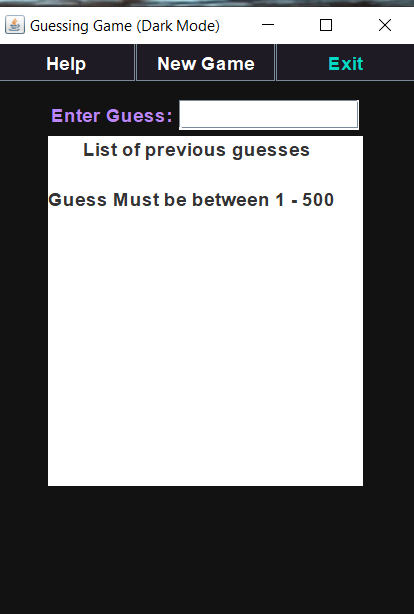 Guessing Game (Dark Mode)
Help New Game Exit
Enter Guess:
List of previous guesses
Guess Must be between 1 - 500